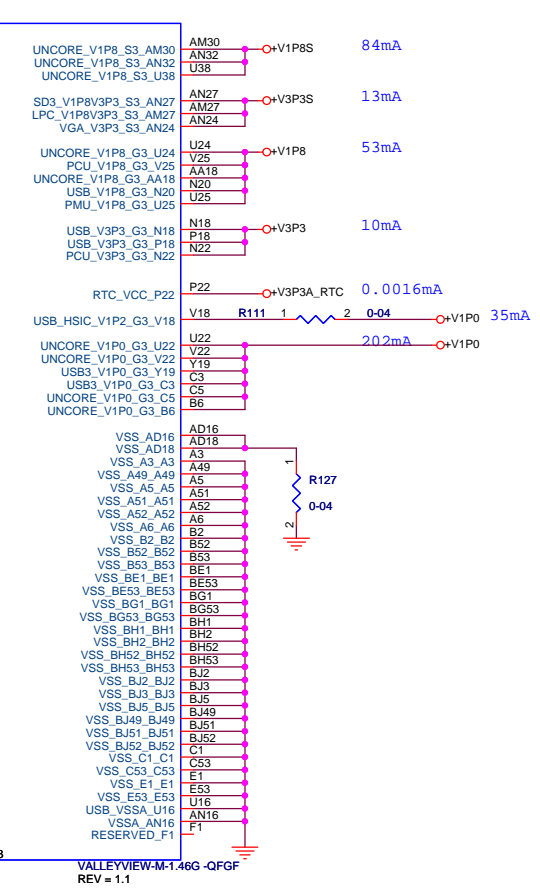 UNCORE_V1P8_S3_AM30 AM30 +V1P8S 84mA
UNCORE_V1P8_S3_AN32 AN32
UNCORE_V1P8_S3_U38 U38
SD3_V1P8V3P3_S3_AN27 AN27 +V3P3S 13mA
LPC_V1P8V3P3_S3_AM27 AM27
VGA_V3P3_S3_AN24 AN24
UNCORE_V1P8_G3_U24 U24 +V1P8 53mA
PCU_V1P8_G3_V25 V25
UNCORE_V1P8_G3_AA18 AA18
USB_V1P8_G3_N20 N20
PMU_V1P8_G3_U25 U25
USB_V3P3_G3_N18 N18 +V3P3 10mA
USB_V3P3_G3_P18 P18
PCU_V3P3_G3_N22 N22
RTC_VCC_P22 P22 +V3P3A_RTC 0.0016mA
USB_HSIC_V1P2_G3_V18 V18 R111 1 2 0-04 +V1P0 35mA
UNCORE_V1P0_G3_U22 U22 202mA +V1P0
UNCORE_V1P0_G3_V22 V22
USB3_V1P0_G3_Y19 Y19
USB3_V1P0_G3_C3 C3
UNCORE_V1P0_G3_C5 C5
UNCORE_V1P0_G3_B6 B6
VSS_AD16 AD16
VSS_AD18 AD18
VSS_A3_A3 A3 1
VSS_A49_A49 A49 R127
VSS_A5_A5 A5
VSS_A51_A51 A51
VSS_A52_A52 A52 0-04
VSS_A6_A6 A6 2
VSS_B2_B2 B2
VSS_B52_B52 B52
VSS_B53_B53 B53
VSS_BE1_BE1 BE1
VSS_BE53_BE53 BE53
VSS_BG1_BG1 BG1
VSS_BG53_BG53 BG53
VSS_BH1_BH1 BH1
VSS_BH2_BH2 BH2
VSS_BH52_BH52 BH52
VSS_BH53_BH53 BH53
VSS_BJ2_BJ2 BJ2
VSS_BJ3_BJ3 BJ3
VSS_BJ5_BJ5 BJ5
VSS_BJ49_BJ49 BJ49
VSS_BJ51_BJ51 BJ51
VSS_BJ52_BJ52 BJ52
VSS_C1_C1 C1
VSS_C53_C53 C53
VSS_E1_E1 E1
VSS_E53_E53 E53
USB_VSSA_U16 U16
VSSA_AN16 AN16
RESERVED_F1 F1
VALLEYVIEW-M-1.46G -QFGF
REV = 1.1